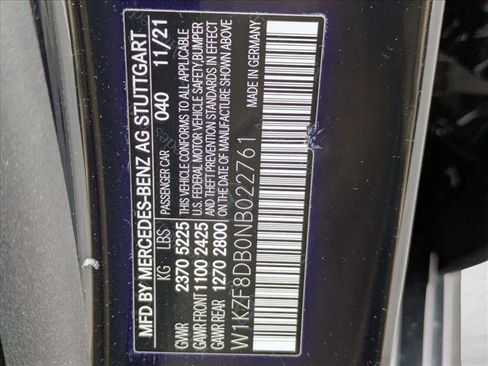 MFD BY MERCEDES-BENZ AG STUTTGART
KG LBS PASSENGER CAR 040 11/21
GVWR 2370 5225 THIS VEHICLE CONFORMS TO ALL APPLICABLE
GAWR FRONT 1100 2425 U.S. FEDERAL MOTOR VEHICLE SAFETY, BUMPER
GAWR REAR 1270 2800 AND THEFT PREVENTION STANDARDS IN EFFECT
ON THE DATE OF MANUFACTURE SHOWN ABOVE
W1KZF8DB0NB022761 MADE IN GERMANY